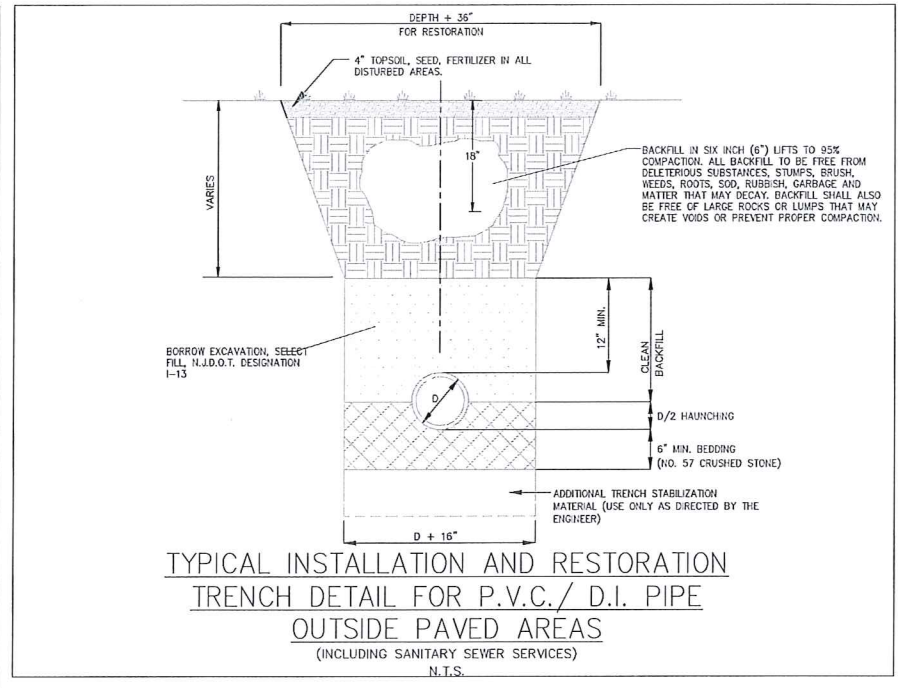 DEPTH + 36"
FOR RESTORATION
4" TOPSOIL, SEED, FERTILIZER IN ALL
DISTURBED AREAS.
18"
VARIES
BACKFILL IN SIX INCH (6") LIFTS TO 95%
COMPACTION. ALL BACKFILL TO BE FREE FROM
DELETERIOUS SUBSTANCES, STUMPS, BRUSH,
WEEDS, ROOTS, SOD, RUBBISH, GARBAGE AND
MATTER THAT MAY DECAY. BACKFILL SHALL ALSO
BE FREE OF LARGE ROCKS OR LUMPS THAT MAY
CREATE VOIDS OR PREVENT PROPER COMPACTION.
12" MIN.
CLEAN
BACKFILL
BORROW EXCAVATION, SELECT
FILL, N.J.D.O.T. DESIGNATION
I-13
D
D/2 HAUNCHING
6" MIN. BEDDING
(NO. 57 CRUSHED STONE)
ADDITIONAL TRENCH STABILIZATION
MATERIAL (USE ONLY AS DIRECTED BY THE
ENGINEER)
D + 16"
TYPICAL INSTALLATION AND RESTORATION
TRENCH DETAIL FOR P.V.C./ D.I. PIPE
OUTSIDE PAVED AREAS
(INCLUDING SANITARY SEWER SERVICES)
N.T.S.